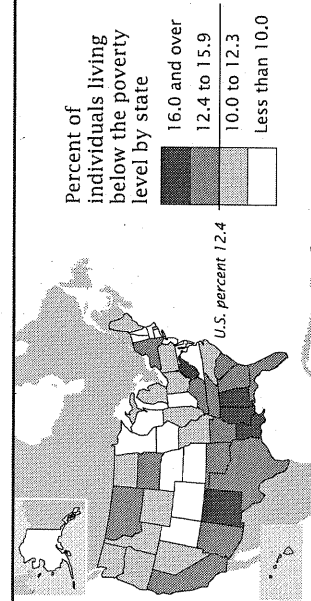 Percent of
individuals living
below the poverty
level by state
16.0 and over
12.4 to 15.9
U.S. percent 12.4
10.0 to 12.3
Less than 10.0